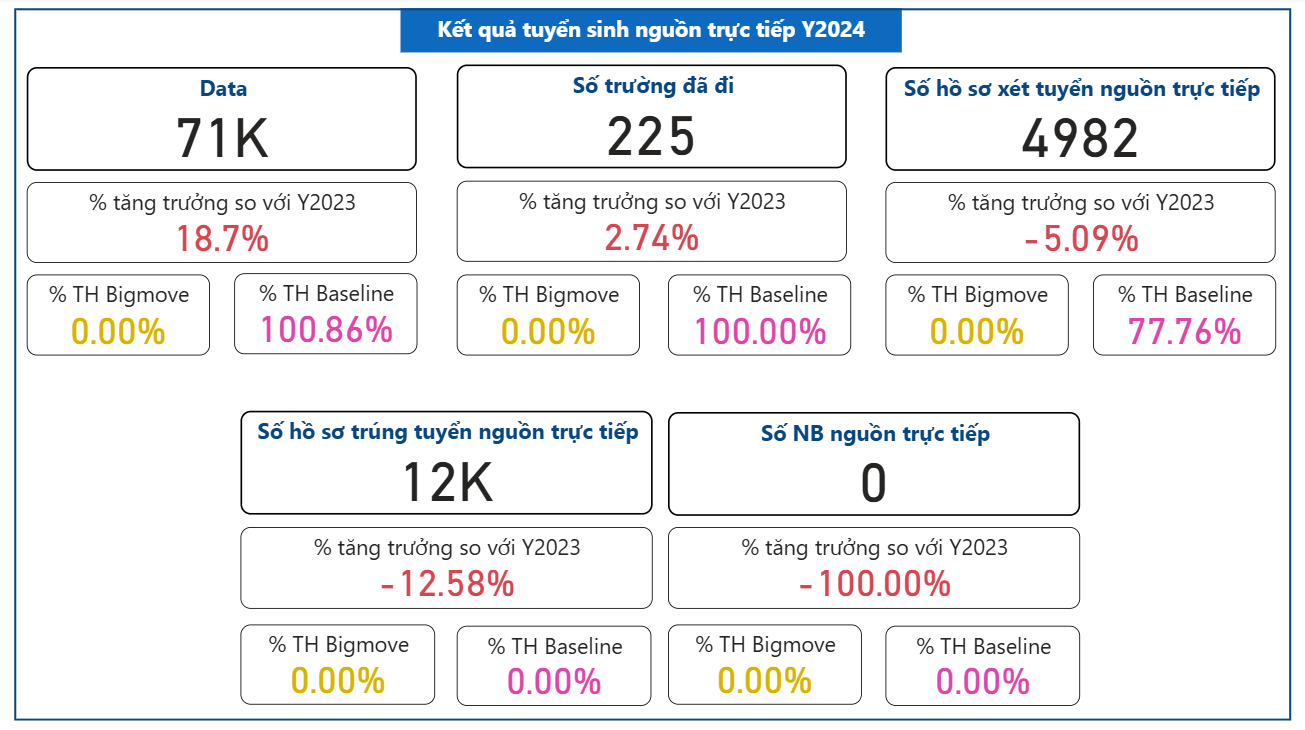 Kết quả tuyển sinh nguồn trực tiếp Y2024
Data
71K
% tăng trưởng so với Y2023
18.7%
% TH Bigmove
0.00%
% TH Baseline
100.86%
Số trường đã đi
225
% tăng trưởng so với Y2023
2.74%
% TH Bigmove
0.00%
% TH Baseline
100.00%
Số hồ sơ xét tuyển nguồn trực tiếp
4982
% tăng trưởng so với Y2023
-5.09%
% TH Bigmove
0.00%
% TH Baseline
77.76%
Số hồ sơ trúng tuyển nguồn trực tiếp
12K
% tăng trưởng so với Y2023
-12.58%
% TH Bigmove
0.00%
% TH Baseline
0.00%
Số NB nguồn trực tiếp
0
% tăng trưởng so với Y2023
-100.00%
% TH Bigmove
0.00%
% TH Baseline
0.00%